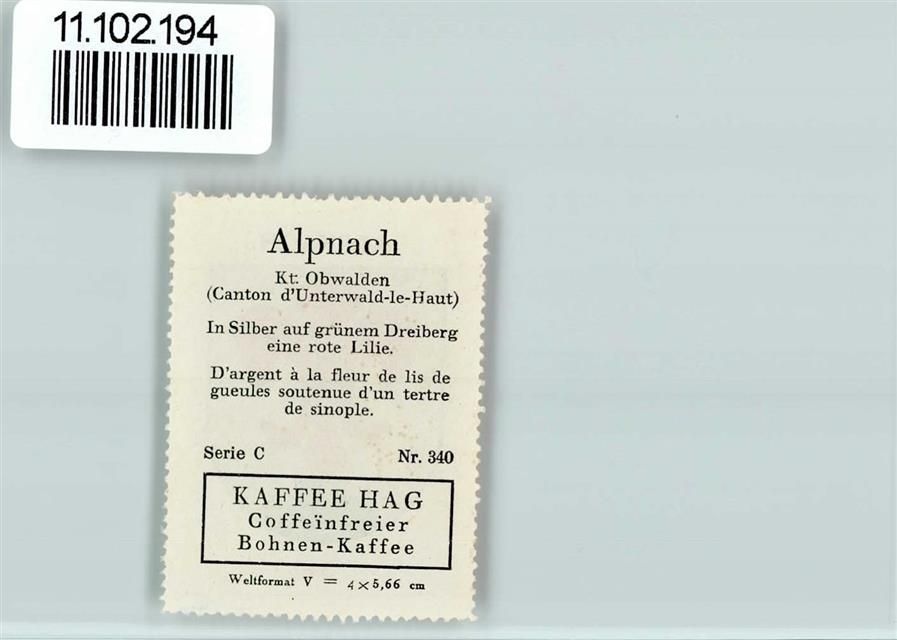 11.102.194
Alpnach
Kt. Obwalden
(Canton d'Unterwald-le-Haut)
In Silber auf grünem Dreiberg
eine rote Lilie.
D'argent à la fleur de lis de
gueules soutenue d'un tertre
de sinople.
Serie C Nr. 340
KAFFEE HAG
Coffeïnfreier
Bohnen-Kaffee
Weltformat V = 4×5,66 cm